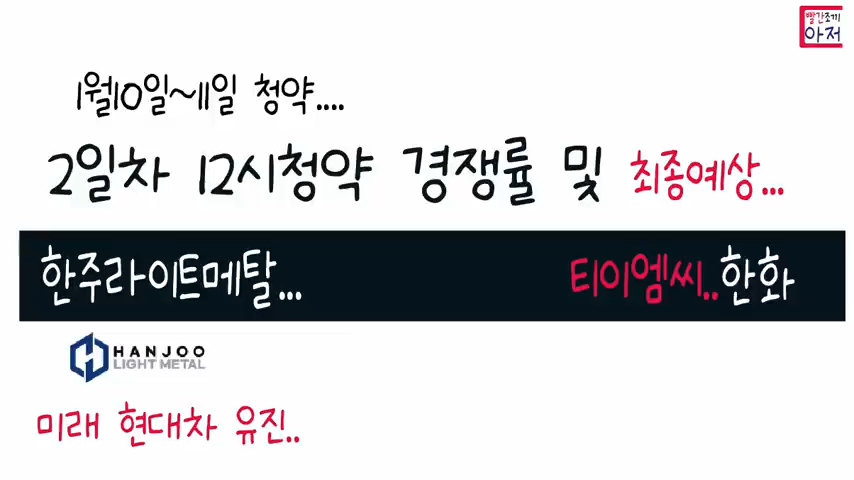 빨간조끼
아저
1월10일~11일 청약....
2일차 12시청약 경쟁률 및 최종예상...
한주라이트메탈... 티이엠씨..한화
HANJOO
LIGHT METAL
미래 현대차 유진..